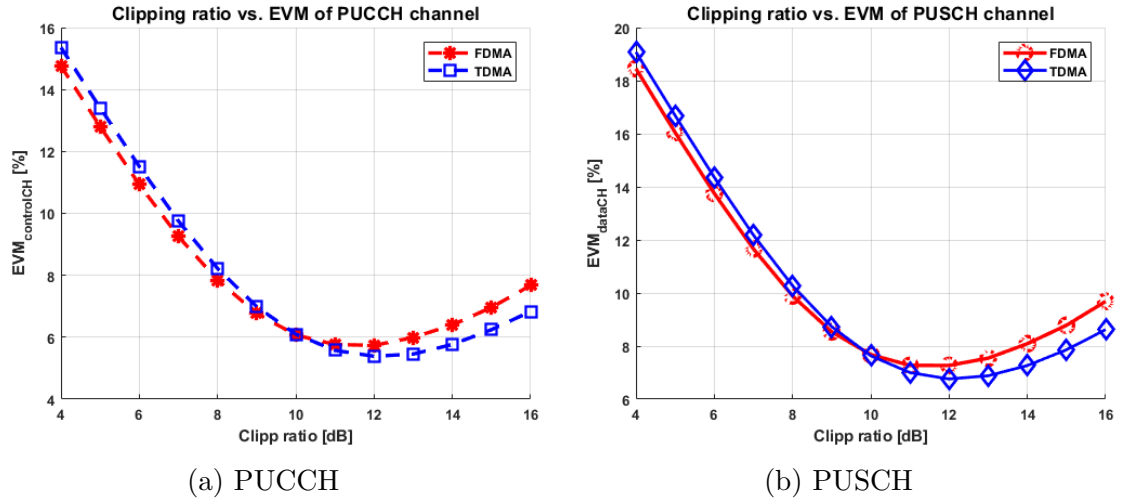 Clipping ratio vs. EVM of PUCCH channel
16
14
12
10
8
6
4
EVM_controlCH [%]
FDMA
TDMA
4 6 8 10 12 14 16
Clipp ratio [dB]
(a) PUCCH
Clipping ratio vs. EVM of PUSCH channel
20
18
16
14
12
10
8
6
EVM_dataCH [%]
FDMA
TDMA
4 6 8 10 12 14 16
Clipp ratio [dB]
(b) PUSCH